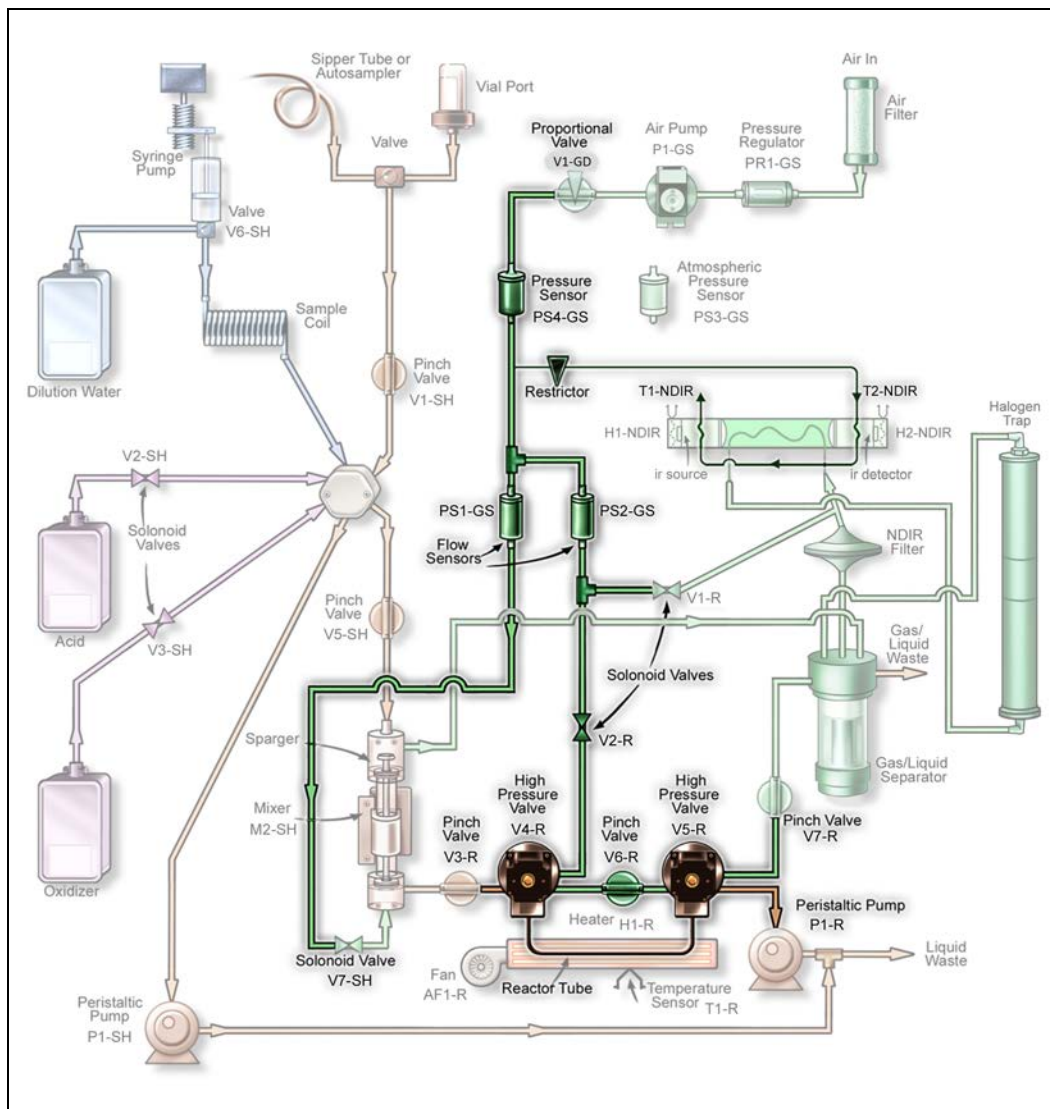 Sipper Tube or
Autosampler
Vial Port
Air In
Air
Filter
Syringe
Pump
Valve
Proportional
Valve
V1-GD
Air Pump
P1-GS
Pressure
Regulator
PR1-GS
Valve
V6-SH
Pressure
Sensor
PS4-GS
Atmospheric
Pressure
Sensor
PS3-GS
Sample
Coil
Dilution Water
Pinch
Valve
V1-SH
Restrictor
T1-NDIR
T2-NDIR
H1-NDIR
H2-NDIR
ir source
ir detector
Halogen
Trap
V2-SH
Solonoid
Valves
Acid
V3-SH
PS1-GS
PS2-GS
Flow
Sensors
NDIR
Filter
V1-R
Pinch
Valve
V5-SH
Solonoid Valves
Gas/
Liquid
Waste
V2-R
Sparger
Gas/Liquid
Separator
Mixer
M2-SH
High
Pressure
Valve
V4-R
High
Pressure
Valve
V5-R
Pinch
Valve
V3-R
Pinch
Valve
V6-R
Pinch Valve
V7-R
Oxidizer
Heater
H1-R
Peristaltic Pump
P1-R
Solonoid Valve
V7-SH
Fan
AF1-R
Reactor Tube
Temperature
Sensor
T1-R
Liquid
Waste
Peristaltic
Pump
P1-SH